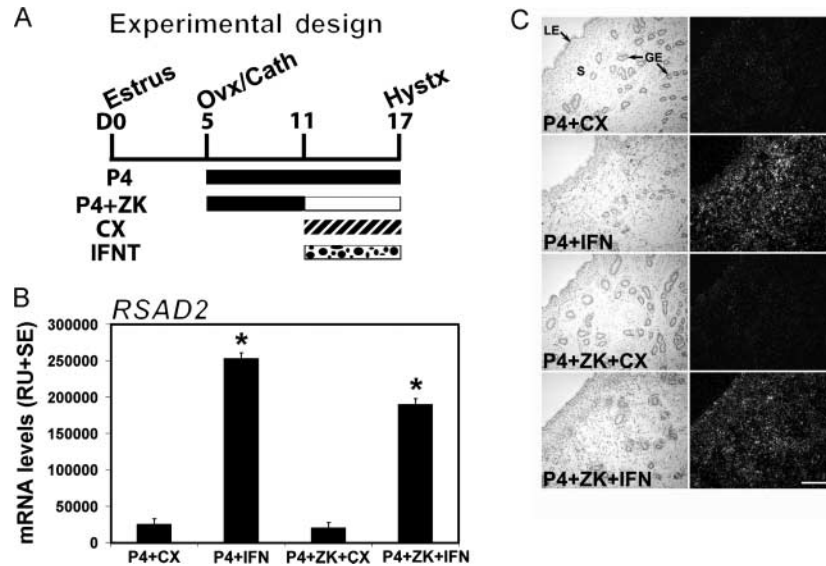 A
Experimental design
Estrus
Ovx/Cath
Hystx
D0 5 11 17
P4
P4+ZK
CX
IFNT
B
RSAD2
mRNA levels (RU+SE)
300000
250000
200000
150000
100000
50000
0
*
*
P4+CX P4+IFN P4+ZK+CX P4+ZK+IFN
C
LE
GE
S
P4+CX
P4+IFN
P4+ZK+CX
P4+ZK+IFN